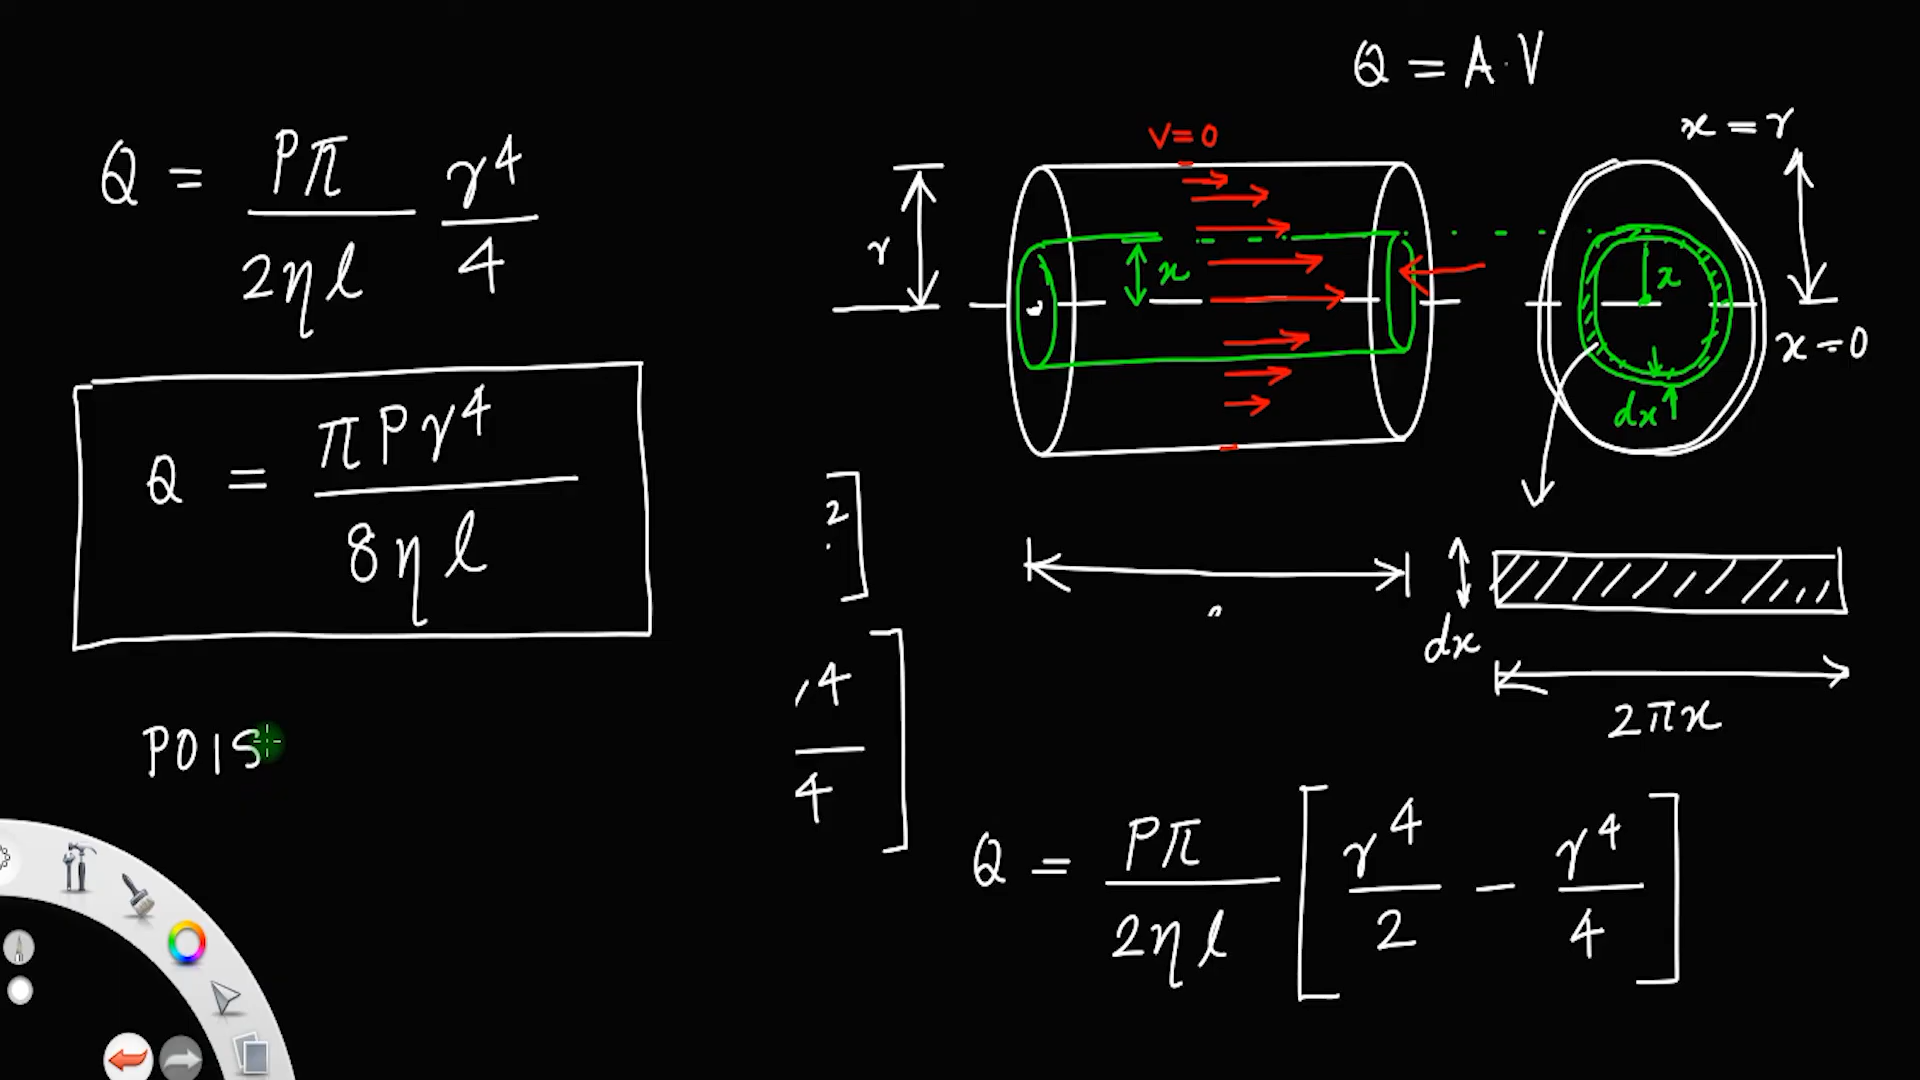 Q = A.V
Q = Pπ/2ηl r⁴/4
v=0
x = r
r
x
x
x=0
dx
Q = πPr⁴/8ηl
2
]
dx
2πx
4/4 ]
POIS
Q = Pπ/2ηl [ r⁴/2 − r⁴/4 ]